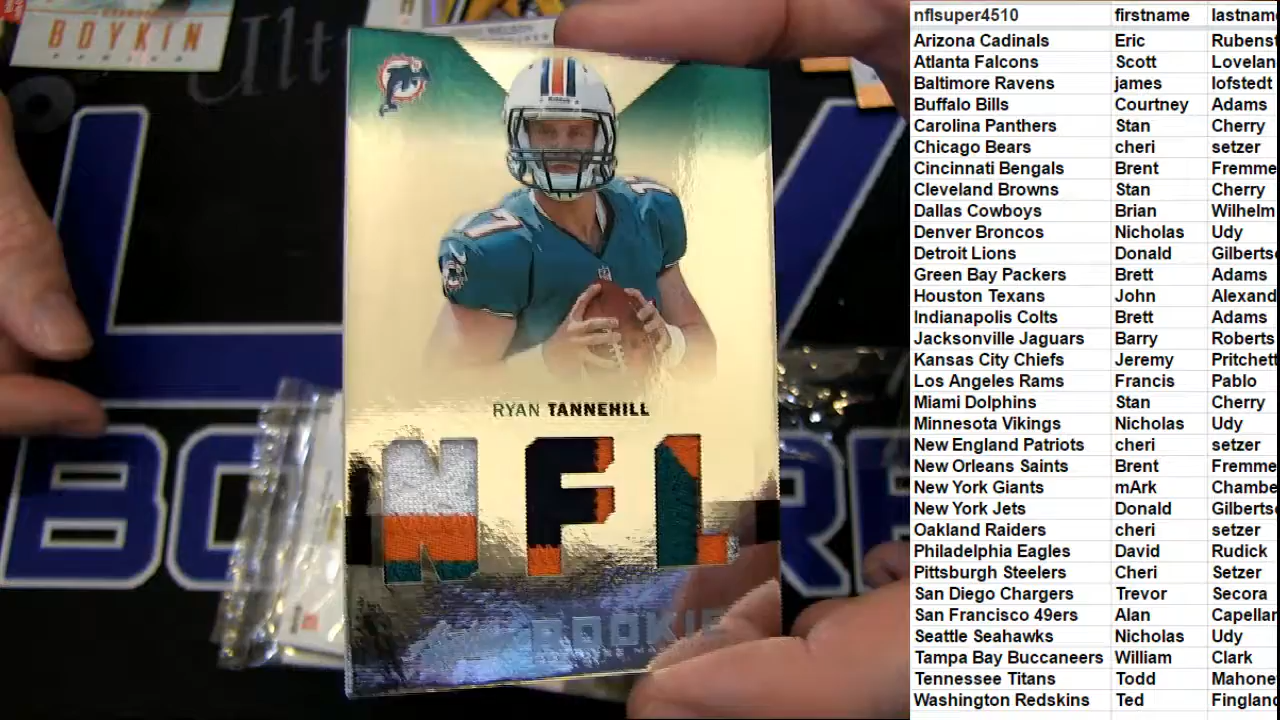 BOYKIN
RYAN TANNEHILL
NFL
ROOKIE
17
nflsuper4510 firstname lastname
Arizona Cadinals Eric Rubenst
Atlanta Falcons Scott Lovelan
Baltimore Ravens james lofstedt
Buffalo Bills Courtney Adams
Carolina Panthers Stan Cherry
Chicago Bears cheri setzer
Cincinnati Bengals Brent Fremme
Cleveland Browns Stan Cherry
Dallas Cowboys Brian Wilhelm
Denver Broncos Nicholas Udy
Detroit Lions Donald Gilbertso
Green Bay Packers Brett Adams
Houston Texans John Alexand
Indianapolis Colts Brett Adams
Jacksonville Jaguars Barry Roberts
Kansas City Chiefs Jeremy Pritchett
Los Angeles Rams Francis Pablo
Miami Dolphins Stan Cherry
Minnesota Vikings Nicholas Udy
New England Patriots cheri setzer
New Orleans Saints Brent Fremme
New York Giants mArk Chambe
New York Jets Donald Gilbertso
Oakland Raiders cheri setzer
Philadelphia Eagles David Rudick
Pittsburgh Steelers Cheri Setzer
San Diego Chargers Trevor Secora
San Francisco 49ers Alan Capellar
Seattle Seahawks Nicholas Udy
Tampa Bay Buccaneers William Clark
Tennessee Titans Todd Mahone
Washington Redskins Ted Fingland